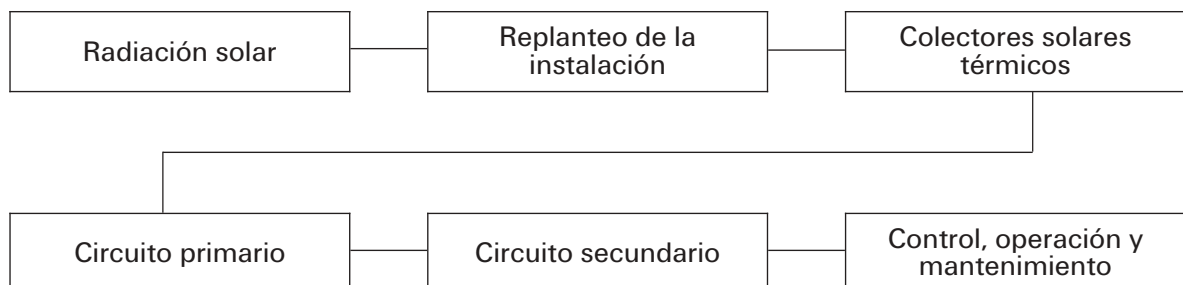 Radiación solar
Replanteo de la
instalación
Colectores solares
térmicos
Circuito primario
Circuito secundario
Control, operación y
mantenimiento